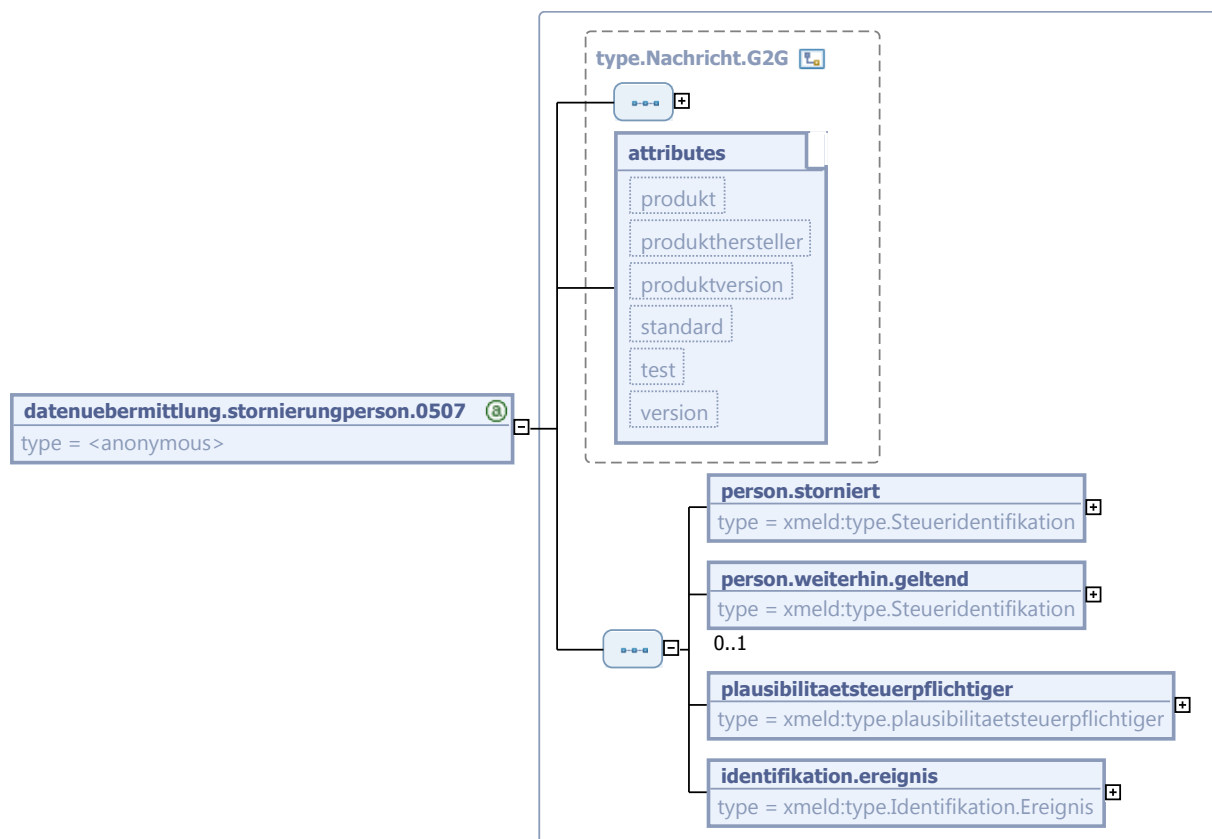 type.Nachricht.G2G
attributes
produkt
produkthersteller
produktversion
standard
test
version
datenuebermittlung.stornierungperson.0507
type = <anonymous>
person.storniert
type = xmeld:type.Steueridentifikation
person.weiterhin.geltend
type = xmeld:type.Steueridentifikation
0..1
plausibilitaetsteuerpflichtiger
type = xmeld:type.plausibilitaetsteuerpflichtiger
identifikation.ereignis
type = xmeld:type.Identifikation.Ereignis